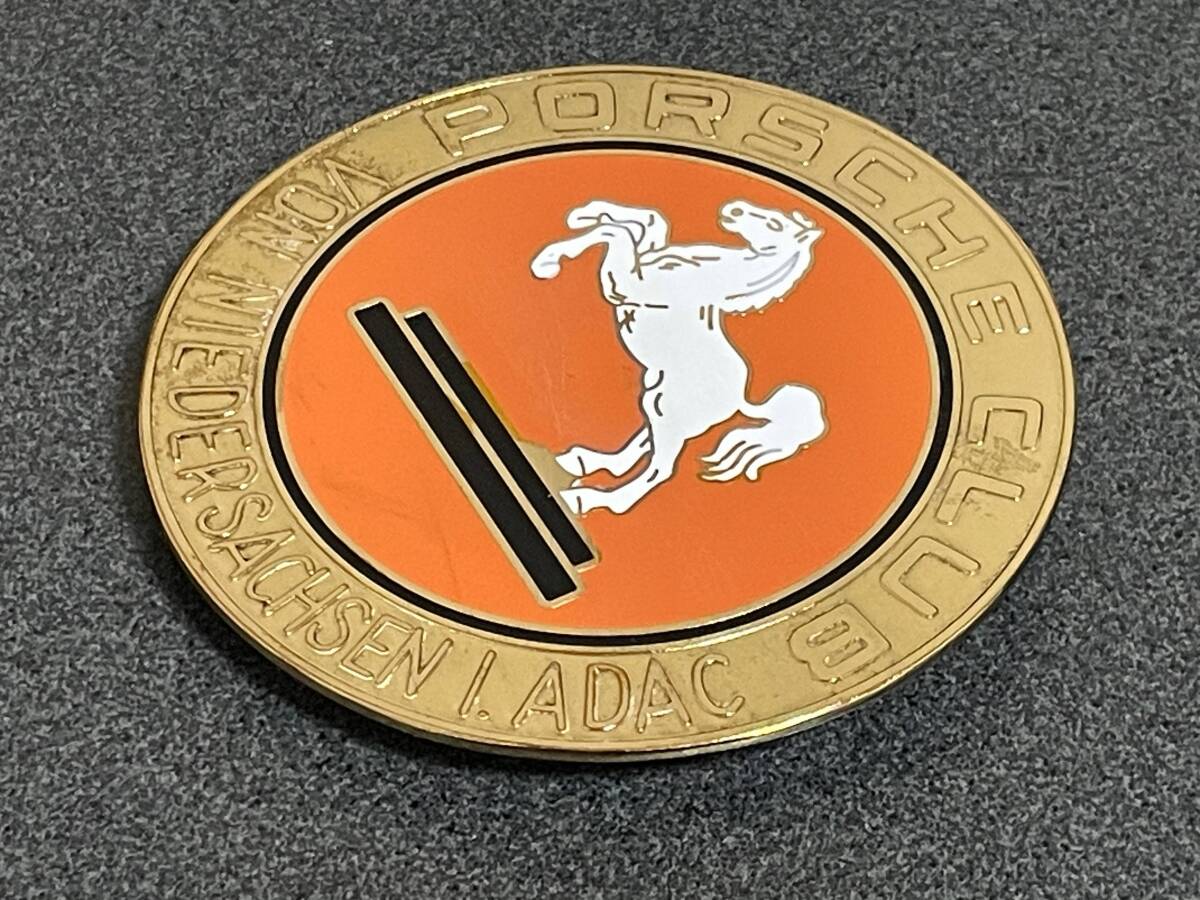 PORSCHE CLUB
VON NIEDERSACHSEN I. ADAC